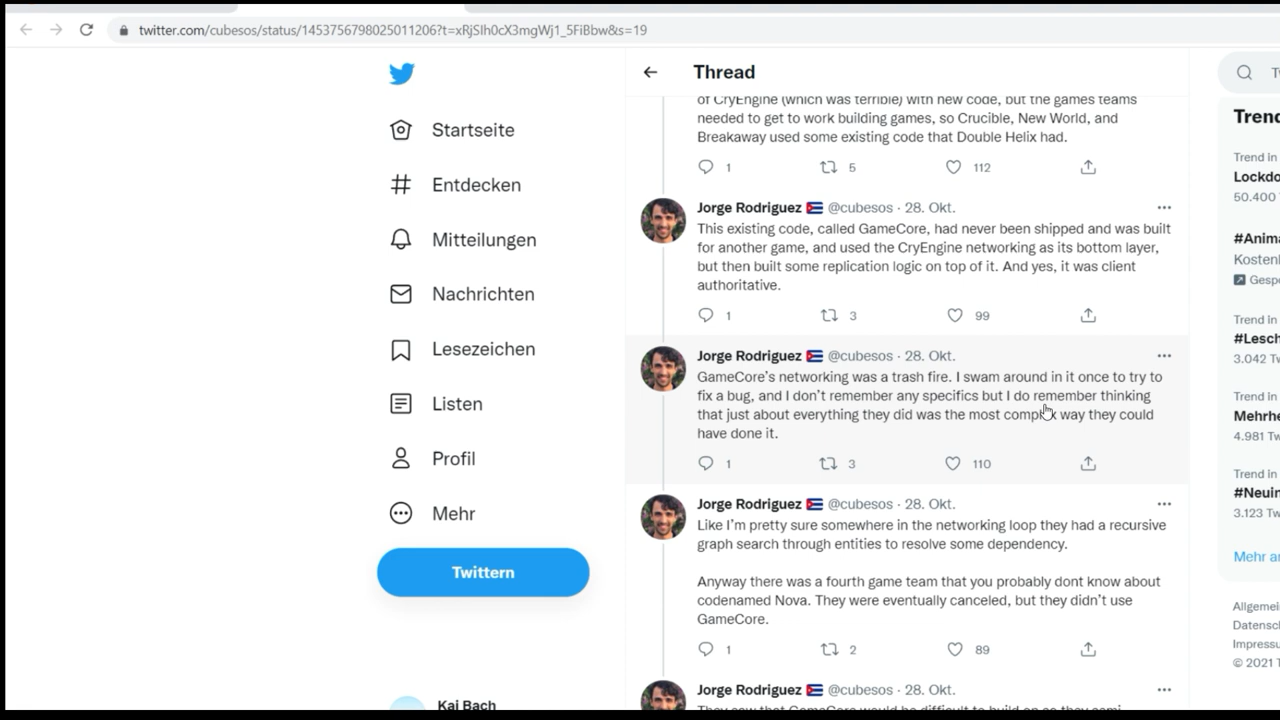 twitter.com/cubesos/status/1453756798025011206?t=xRjSIh0cX3mgWj1_5FiBbw&s=19
Thread
Startseite
Entdecken
Mitteilungen
Nachrichten
Lesezeichen
Listen
Profil
Mehr
Twittern
Kai Bach
of CryEngine (which was terrible) with new code, but the games teams
needed to get to work building games, so Crucible, New World, and
Breakaway used some existing code that Double Helix had.
1 5 112
Jorge Rodriguez @cubesos · 28. Okt.
This existing code, called GameCore, had never been shipped and was built
for another game, and used the CryEngine networking as its bottom layer,
but then built some replication logic on top of it. And yes, it was client
authoritative.
1 3 99
Jorge Rodriguez @cubesos · 28. Okt.
GameCore's networking was a trash fire. I swam around in it once to try to
fix a bug, and I don't remember any specifics but I do remember thinking
that just about everything they did was the most complex way they could
have done it.
1 3 110
Jorge Rodriguez @cubesos · 28. Okt.
Like I'm pretty sure somewhere in the networking loop they had a recursive
graph search through entities to resolve some dependency.
Anyway there was a fourth game team that you probably dont know about
codenamed Nova. They were eventually canceled, but they didn't use
GameCore.
1 2 89
Jorge Rodriguez @cubesos · 28. Okt.
Trend in
50.400
Trend in
3.042
Trend in
4.981
Trend in
3.123
Mehr
© 2021